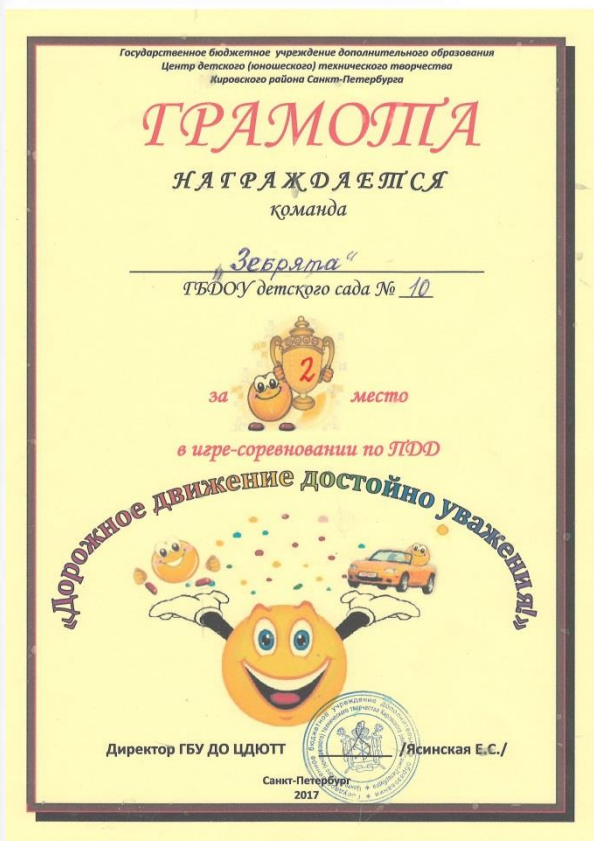 Государственное бюджетное учреждение дополнительного образования
Центр детского (юношеского) технического творчества
Кировского района Санкт-Петербурга
ГРАМОТА
НАГРАЖДАЕТСЯ
команда
„Зебрята“
ГБДОУ детского сада № 10
2
за место
в игре-соревновании по ПДД
«Дорожное движение достойно уважения!»
Директор ГБУ ДО ЦДЮТТ /Ясинская Е.С./
Санкт-Петербург
2017